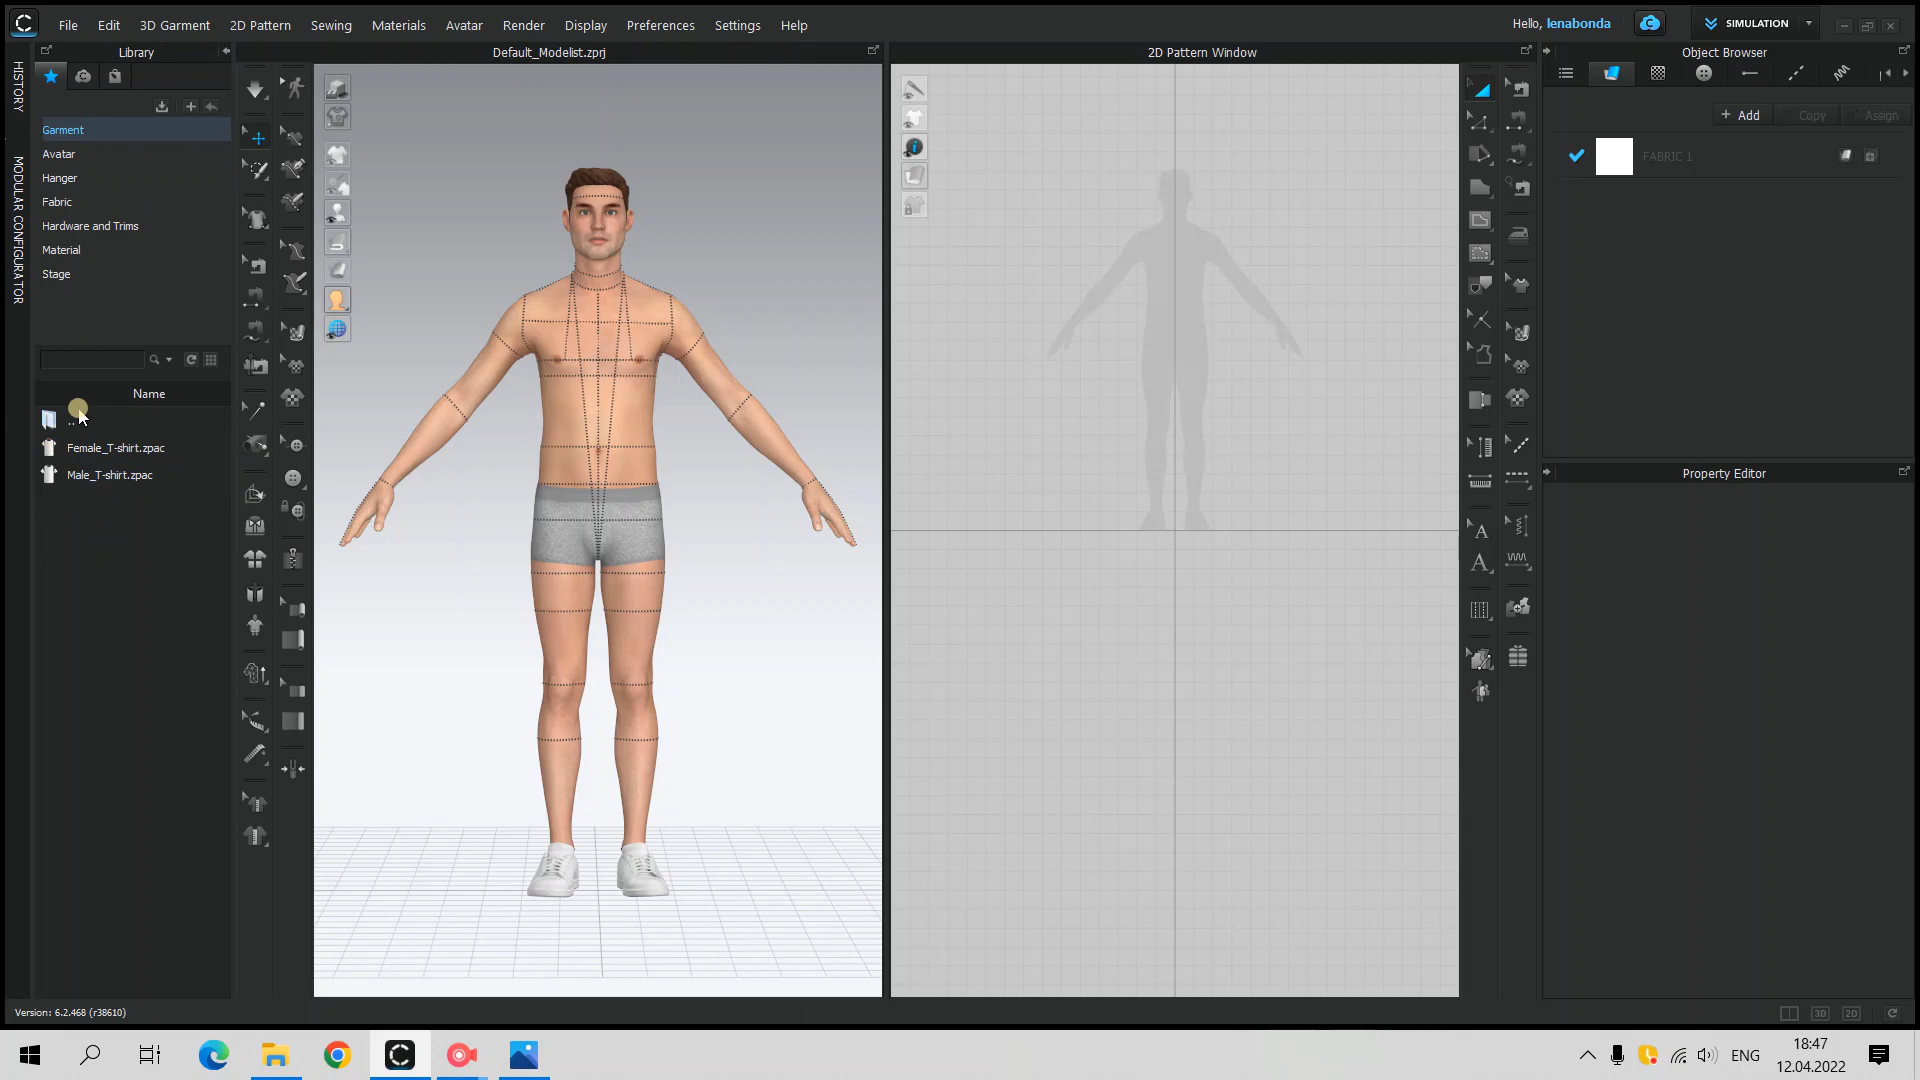 File Edit 3D Garment 2D Pattern Sewing Materials Avatar Render Display Preferences Settings Help
Hello, lenabonda
SIMULATION
Library
Default_Modelist.zprj
2D Pattern Window
Object Browser
HISTORY
MODULAR CONFIGURATOR
Garment
Avatar
Hanger
Fabric
Hardware and Trims
Material
Stage
Name
..
Female_T-shirt.zpac
Male_T-shirt.zpac
+ Add Copy Assign
FABRIC 1
Property Editor
A
A
Version: 6.2.468 (r38610)
3D 2D
ENG
18:47
12.04.2022